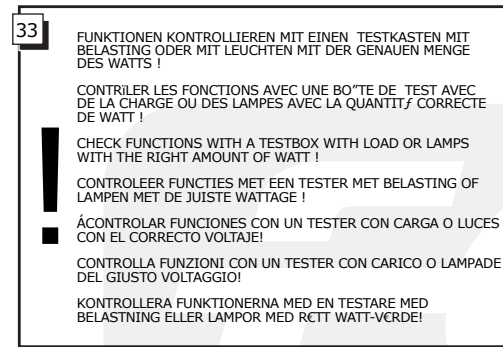 33
FUNKTIONEN KONTROLLIEREN MIT EINEN TESTKASTEN MIT
BELASTING ODER MIT LEUCHTEN MIT DER GENAUEN MENGE
DES WATTS !
CONTRïLER LES FONCTIONS AVEC UNE BO"TE DE TEST AVEC
DE LA CHARGE OU DES LAMPES AVEC LA QUANTITƒ CORRECTE
DE WATT !
CHECK FUNCTIONS WITH A TESTBOX WITH LOAD OR LAMPS
WITH THE RIGHT AMOUNT OF WATT !
!
CONTROLEER FUNCTIES MET EEN TESTER MET BELASTING OF
LAMPEN MET DE JUISTE WATTAGE !
ÁCONTROLAR FUNCIONES CON UN TESTER CON CARGA O LUCES
CON EL CORRECTO VOLTAJE!
CONTROLLA FUNZIONI CON UN TESTER CON CARICO O LAMPADE
DEL GIUSTO VOLTAGGIO!
KONTROLLERA FUNKTIONERNA MED EN TESTARE MED
BELASTNING ELLER LAMPOR MED R€TT WATT-V€RDE!